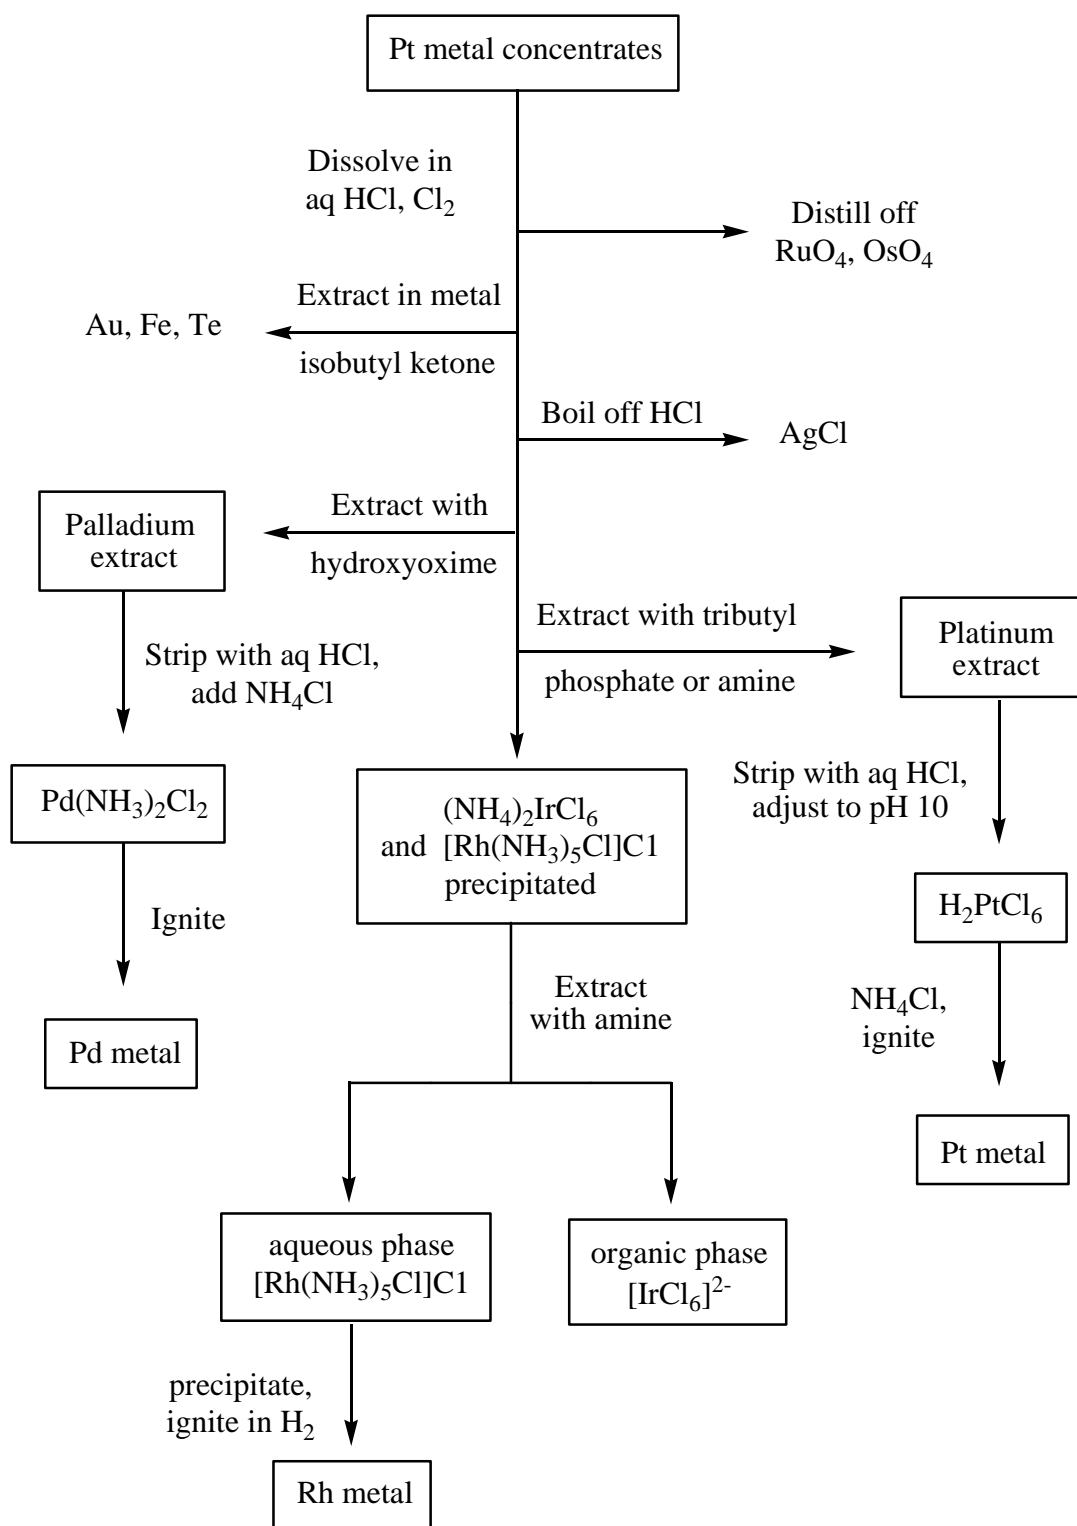 Pt metal concentrates
Dissolve in
aq HCl, Cl₂
Distill off
RuO₄, OsO₄
Extract in metal
Au, Fe, Te
isobutyl ketone
Boil off HCl
AgCl
Extract with
hydroxyoxime
Palladium
extract
Extract with tributyl
phosphate or amine
Platinum
extract
Strip with aq HCl,
add NH₄Cl
Pd(NH₃)₂Cl₂
(NH₄)₂IrCl₆
and [Rh(NH₃)₅Cl]C1
precipitated
Strip with aq HCl,
adjust to pH 10
H₂PtCl₆
Ignite
Extract
with amine
NH₄Cl,
ignite
Pd metal
Pt metal
aqueous phase
[Rh(NH₃)₅Cl]C1
organic phase
[IrCl₆]²⁻
precipitate,
ignite in H₂
Rh metal